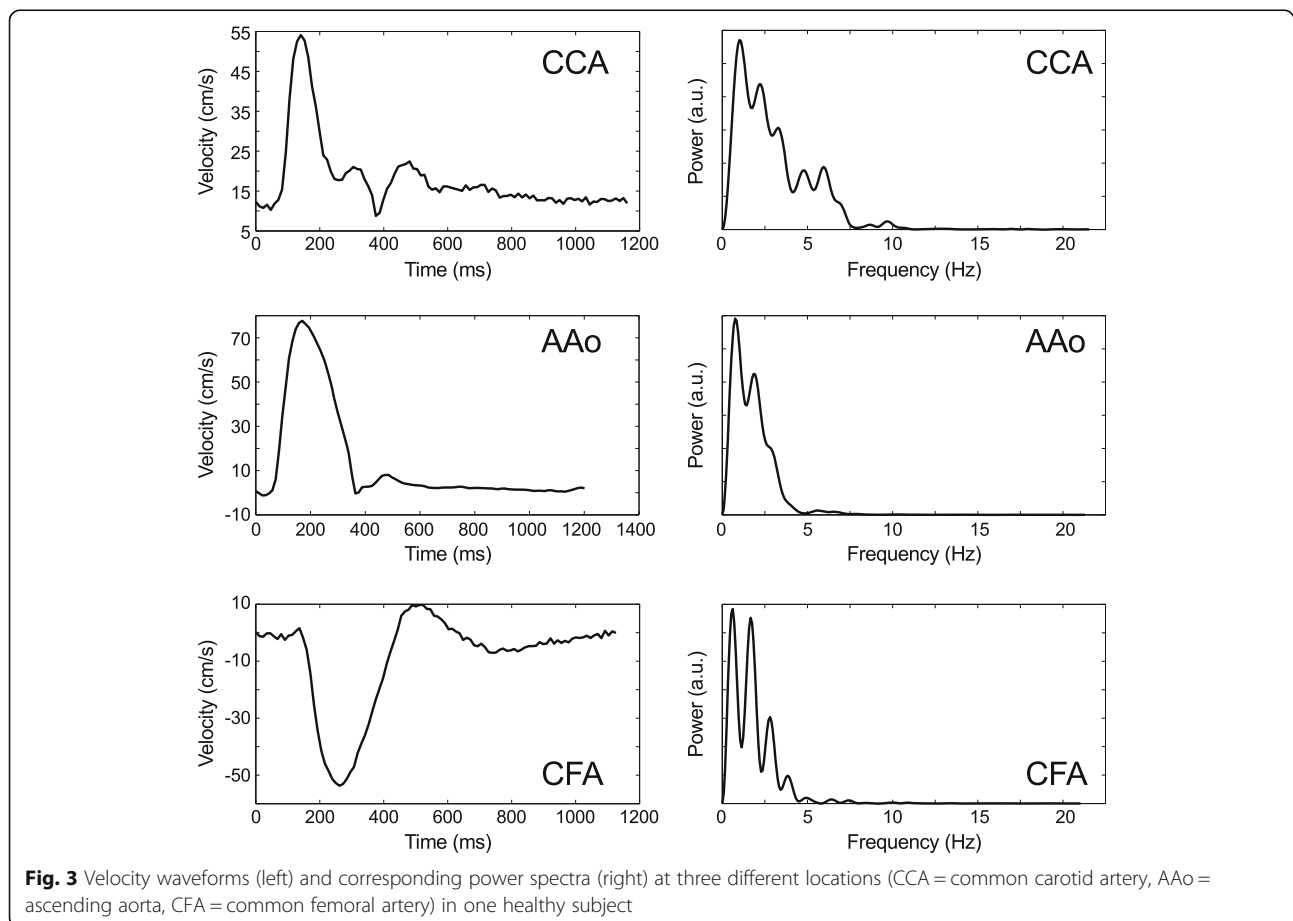 CCA
55
45
35
25
15
5
Velocity (cm/s)
0 200 400 600 800 1000 1200
Time (ms)
CCA
Power (a.u.)
0 5 10 15 20
Frequency (Hz)
AAo
70
50
30
10
-10
Velocity (cm/s)
0 200 400 600 800 1000 1200 1400
Time (ms)
AAo
Power (a.u.)
0 5 10 15 20
Frequency (Hz)
10
-10
-30
-50
Velocity (cm/s)
CFA
0 200 400 600 800 1000 1200
Time (ms)
Power (a.u.)
CFA
0 5 10 15 20
Frequency (Hz)
Fig. 3 Velocity waveforms (left) and corresponding power spectra (right) at three different locations (CCA = common carotid artery, AAo =
ascending aorta, CFA = common femoral artery) in one healthy subject